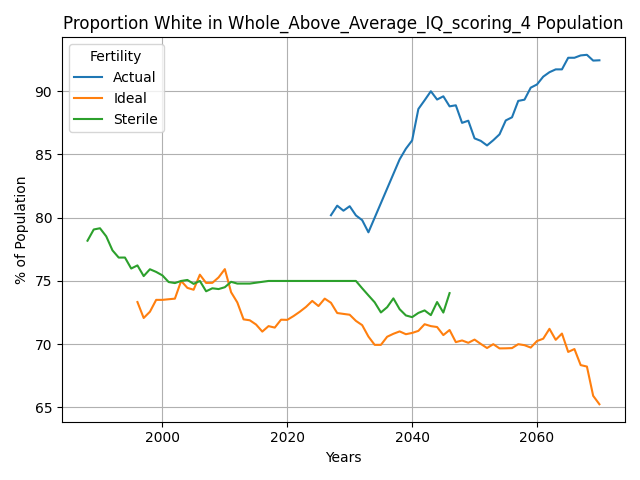 Proportion White in Whole_Above_Average_IQ_scoring_4 Population
Fertility
Actual
Ideal
Sterile
90
85
80
75
70
65
% of Population
2000
2020
2040
2060
Years